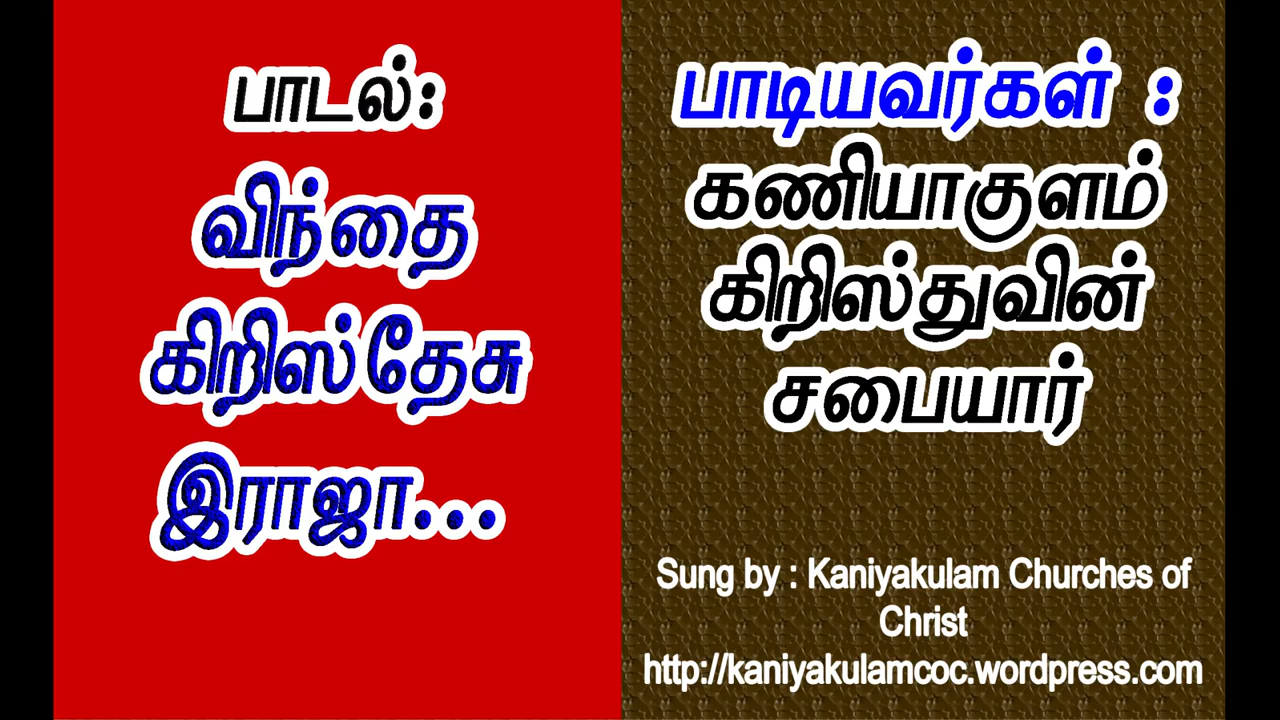 பாடல்:
விந்தை
கிறிஸ்தேசு
இராஜா...
பாடியவர்கள் :
கணியாகுளம்
கிறிஸ்துவின்
சபையார்
Sung by : Kaniyakulam Churches of
Christ
http://kaniyakulamcoc.wordpress.com